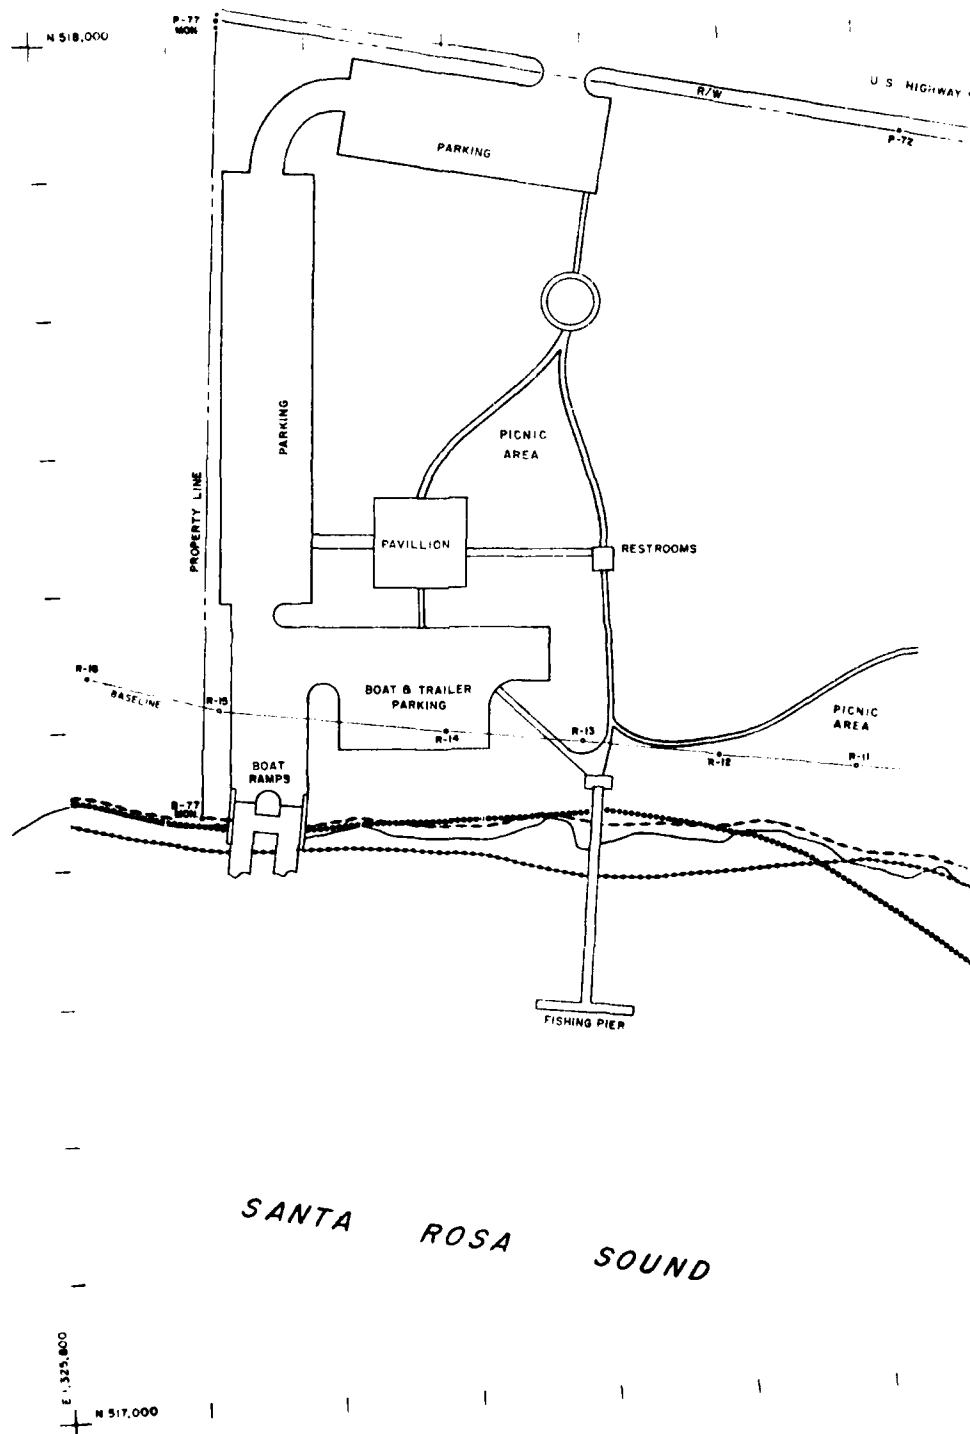 P-77
MON.
N 518,000
U S HIGHWAY
R/W
P-72
PARKING
PARKING
PICNIC
AREA
PROPERTY LINE
PAVILLION
RESTROOMS
R-16
BASELINE
R-15
BOAT & TRAILER
PARKING
R-14
R-13
R-12
PICNIC
AREA
R-11
BOAT
RAMPS
B-77
MON.
FISHING PIER
SANTA ROSA SOUND
E 1,325,800
N 517,000